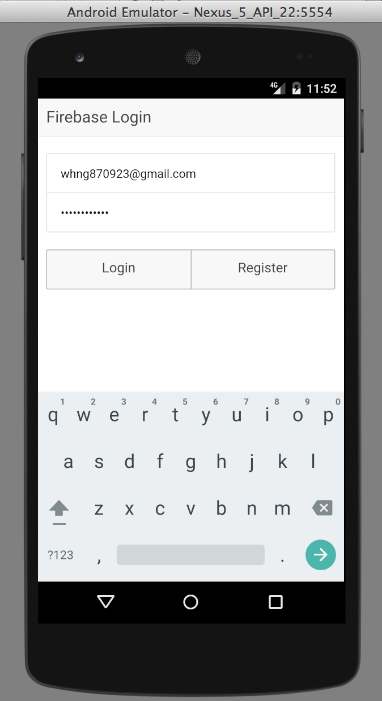 Android Emulator – Nexus_5_API_22:5554
4G 11:52
Firebase Login
whng870923@gmail.com
••••••••••••
Login Register
1 2 3 4 5 6 7 8 9 0
q w e r t y u i o p
a s d f g h j k l
z x c v b n m
?123 , .